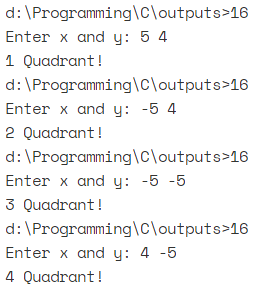 d:\Programming\C\outputs>16
Enter x and y: 5 4
1 Quadrant!
d:\Programming\C\outputs>16
Enter x and y: -5 4
2 Quadrant!
d:\Programming\C\outputs>16
Enter x and y: -5 -5
3 Quadrant!
d:\Programming\C\outputs>16
Enter x and y: 4 -5
4 Quadrant!